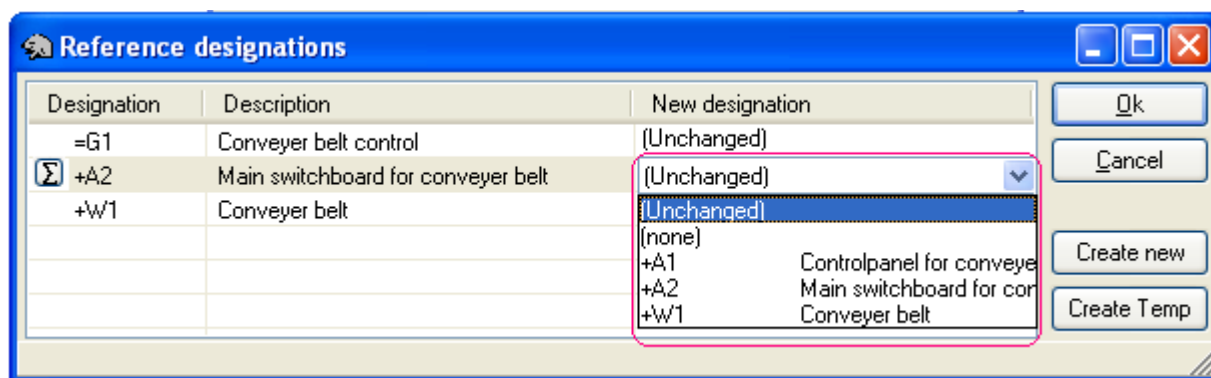 Reference designations
Designation Description New designation
=G1 Conveyer belt control (Unchanged)
Σ +A2 Main switchboard for conveyer belt (Unchanged)
+W1 Conveyer belt
(Unchanged)
(none)
+A1 Controlpanel for conveye
+A2 Main switchboard for con
+W1 Conveyer belt
Ok
Cancel
Create new
Create Temp